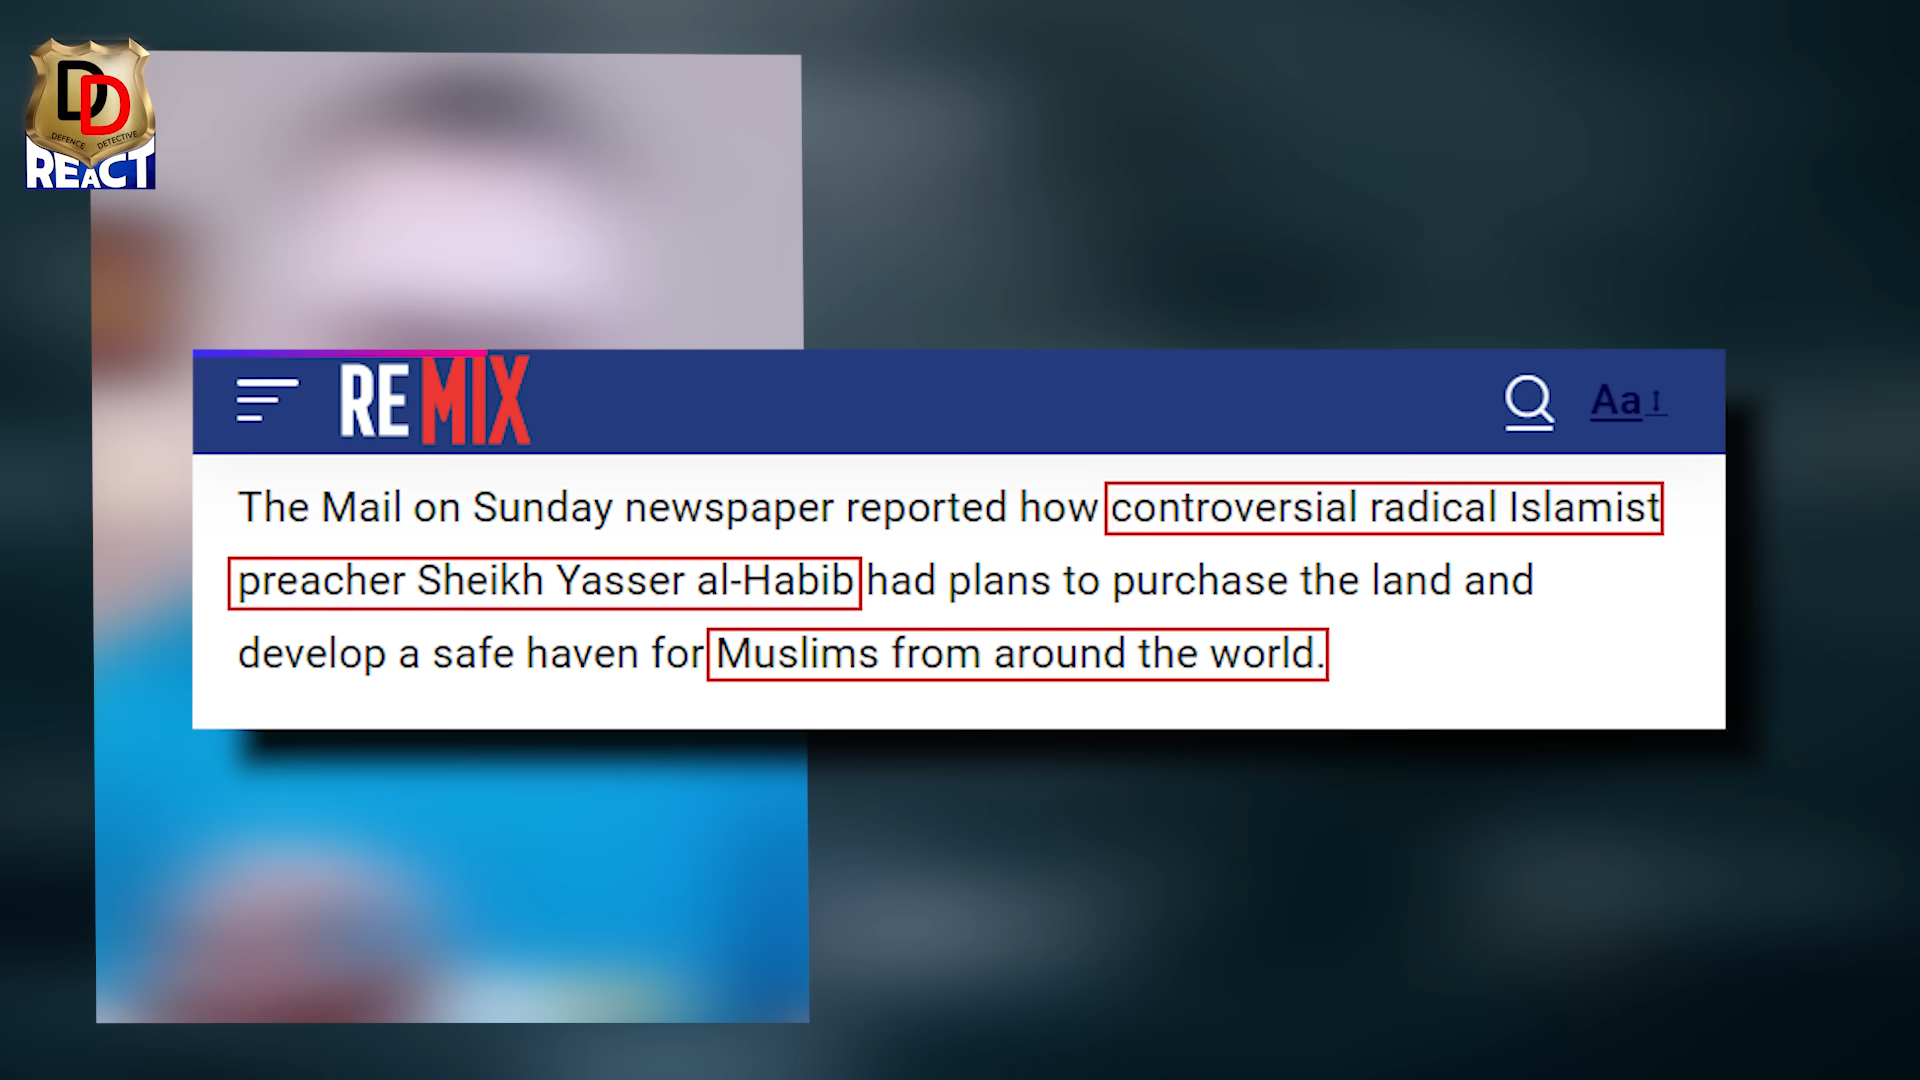 DD
DEFENCE DETECTIVE
REACT
REMIX
Aa
The Mail on Sunday newspaper reported how controversial radical Islamist
preacher Sheikh Yasser al-Habib had plans to purchase the land and
develop a safe haven for Muslims from around the world.